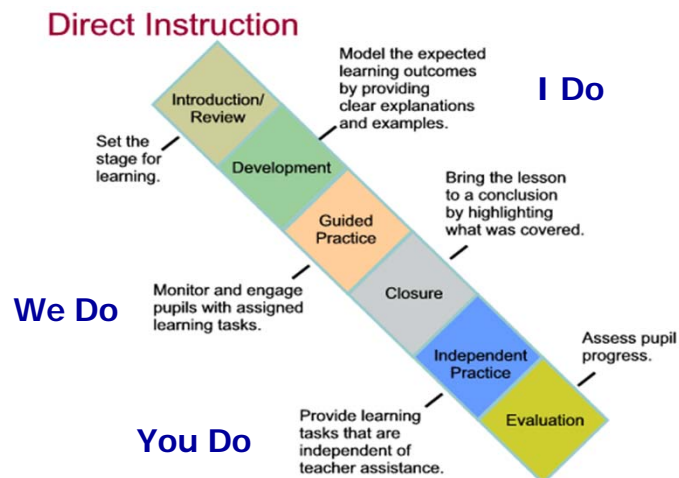 Direct Instruction
Introduction/
Review
Set the
stage for
learning.
Model the expected
learning outcomes
by providing
clear explanations
and examples.
I Do
Development
Guided
Practice
Monitor and engage
pupils with assigned
learning tasks.
We Do
Bring the lesson
to a conclusion
by highlighting
what was covered.
Closure
Independent
Practice
Provide learning
tasks that are
independent of
teacher assistance.
You Do
Assess pupil
progress.
Evaluation